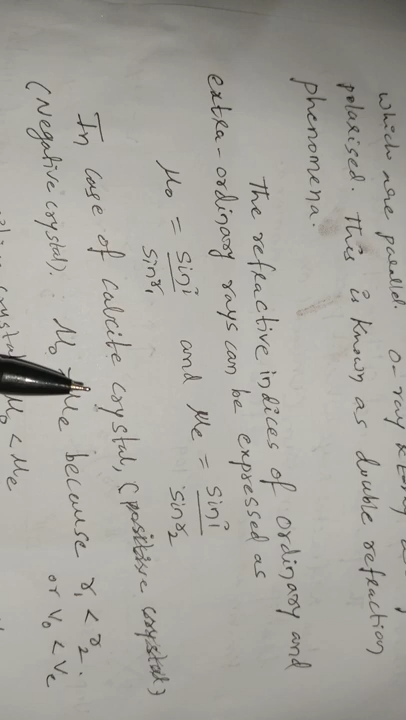 which are parallel. O-ray &
polarised. This is known as double refraction
phenomena.
The refractive indices of ordinary and
extra-ordinary rays can be expressed as
μo = sin i / sin r1 and μe = sin i / sin r2
In case of calcite crystal, (positive crystal)
(Negative crystal). μo μe because r1 < r2.
or Vo < Ve
crystal μo < μe